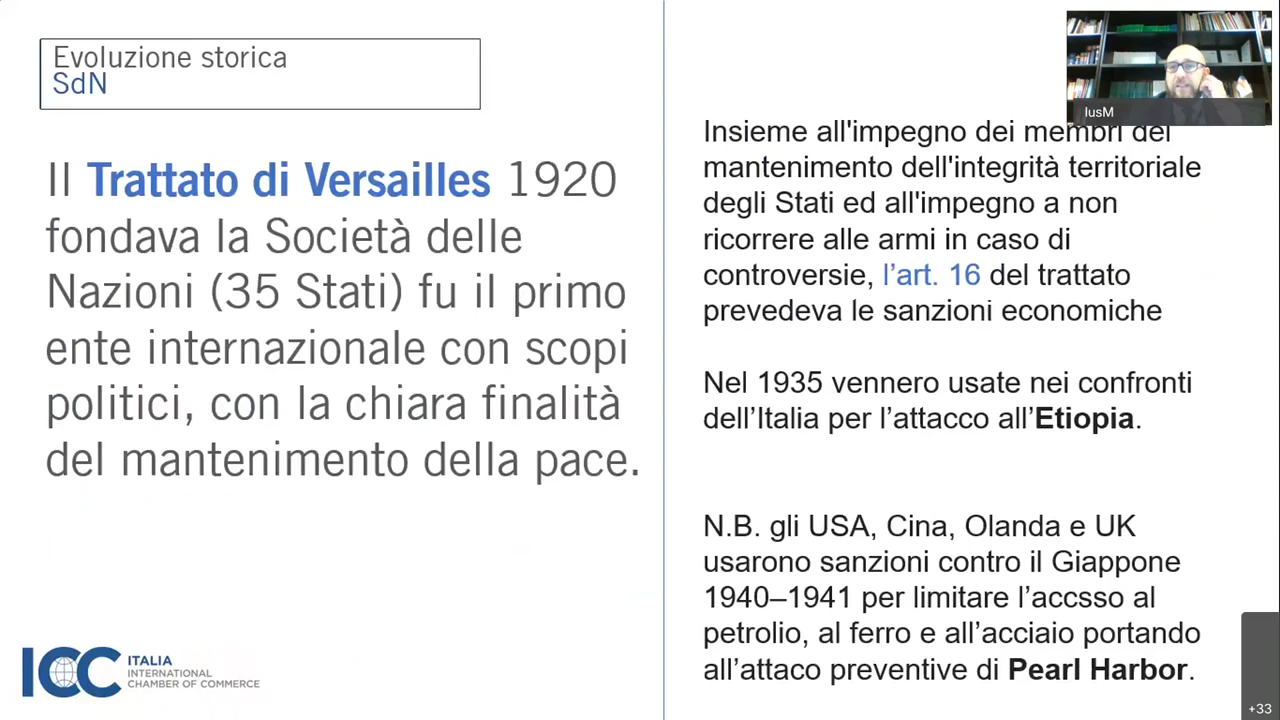 Evoluzione storica
SdN
Il Trattato di Versailles 1920
fondava la Società delle
Nazioni (35 Stati) fu il primo
ente internazionale con scopi
politici, con la chiara finalità
del mantenimento della pace.
IusM
Insieme all'impegno dei membri del
mantenimento dell'integrità territoriale
degli Stati ed all'impegno a non
ricorrere alle armi in caso di
controversie, l’art. 16 del trattato
prevedeva le sanzioni economiche
Nel 1935 vennero usate nei confronti
dell’Italia per l’attacco all’Etiopia.
N.B. gli USA, Cina, Olanda e UK
usarono sanzioni contro il Giappone
1940–1941 per limitare l’accsso al
petrolio, al ferro e all’acciaio portando
all’attaco preventive di Pearl Harbor.
ICC ITALIA
INTERNATIONAL
CHAMBER OF COMMERCE
+33